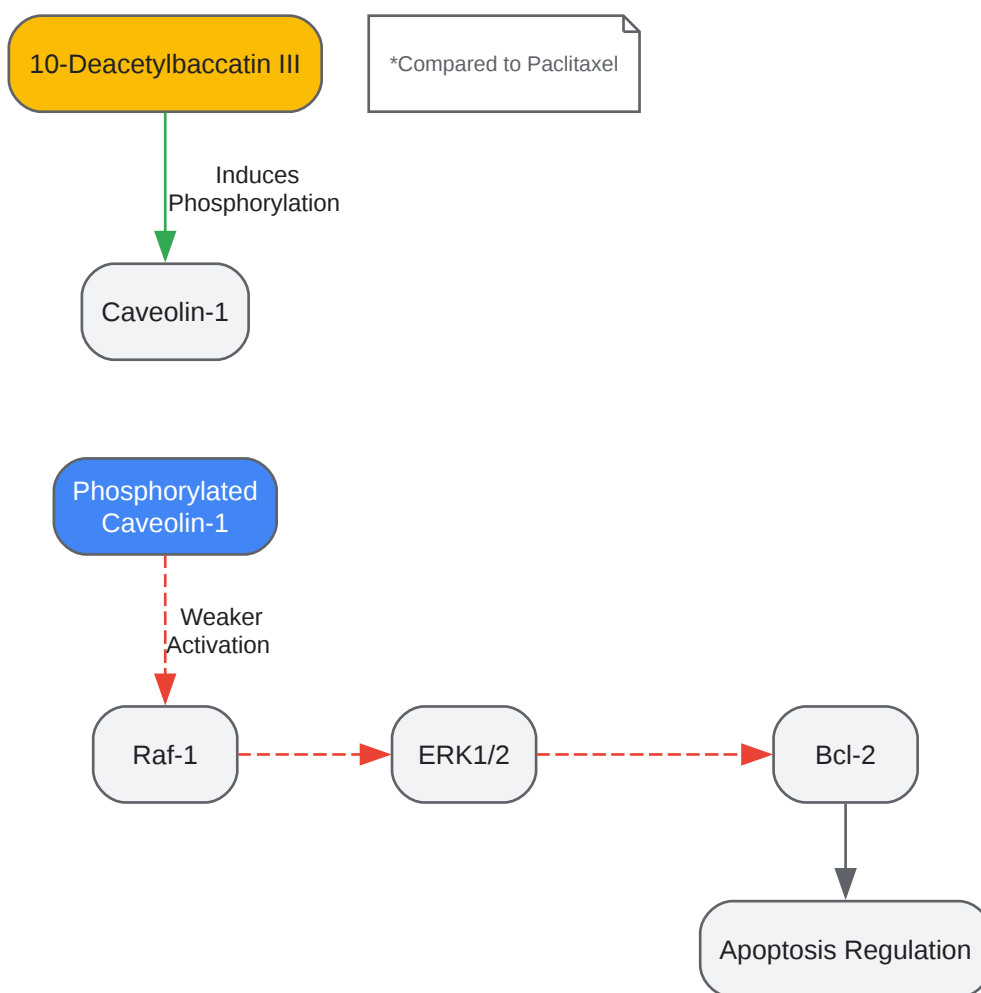 10-Deacetylbaccatin III
*Compared to Paclitaxel
Induces
Phosphorylation
Caveolin-1
Phosphorylated
Caveolin-1
Weaker
Activation
Raf-1
ERK1/2
Bcl-2
Apoptosis Regulation